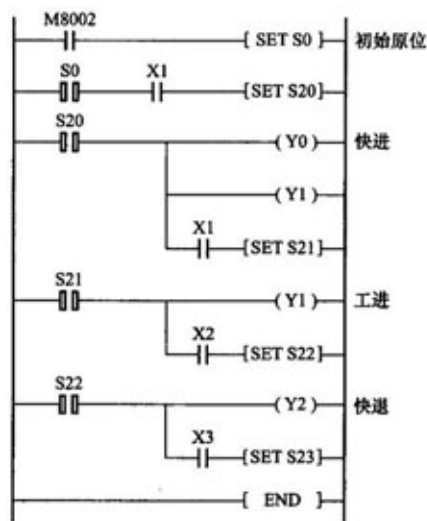 M8002
[ SET S0 ] 初始原位
S0 X1
[SET S20]
S20
(Y0) 快进
(Y1)
X1
[SET S21]
S21
(Y1) 工进
X2
[SET S22]
S22
(Y2) 快退
X3
[SET S23]
[ END ]